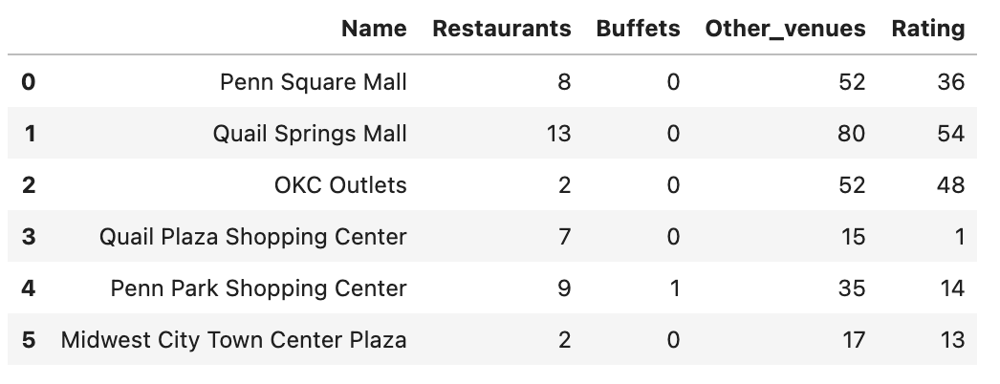 Name Restaurants Buffets Other_venues Rating
0 Penn Square Mall 8 0 52 36
1 Quail Springs Mall 13 0 80 54
2 OKC Outlets 2 0 52 48
3 Quail Plaza Shopping Center 7 0 15 1
4 Penn Park Shopping Center 9 1 35 14
5 Midwest City Town Center Plaza 2 0 17 13